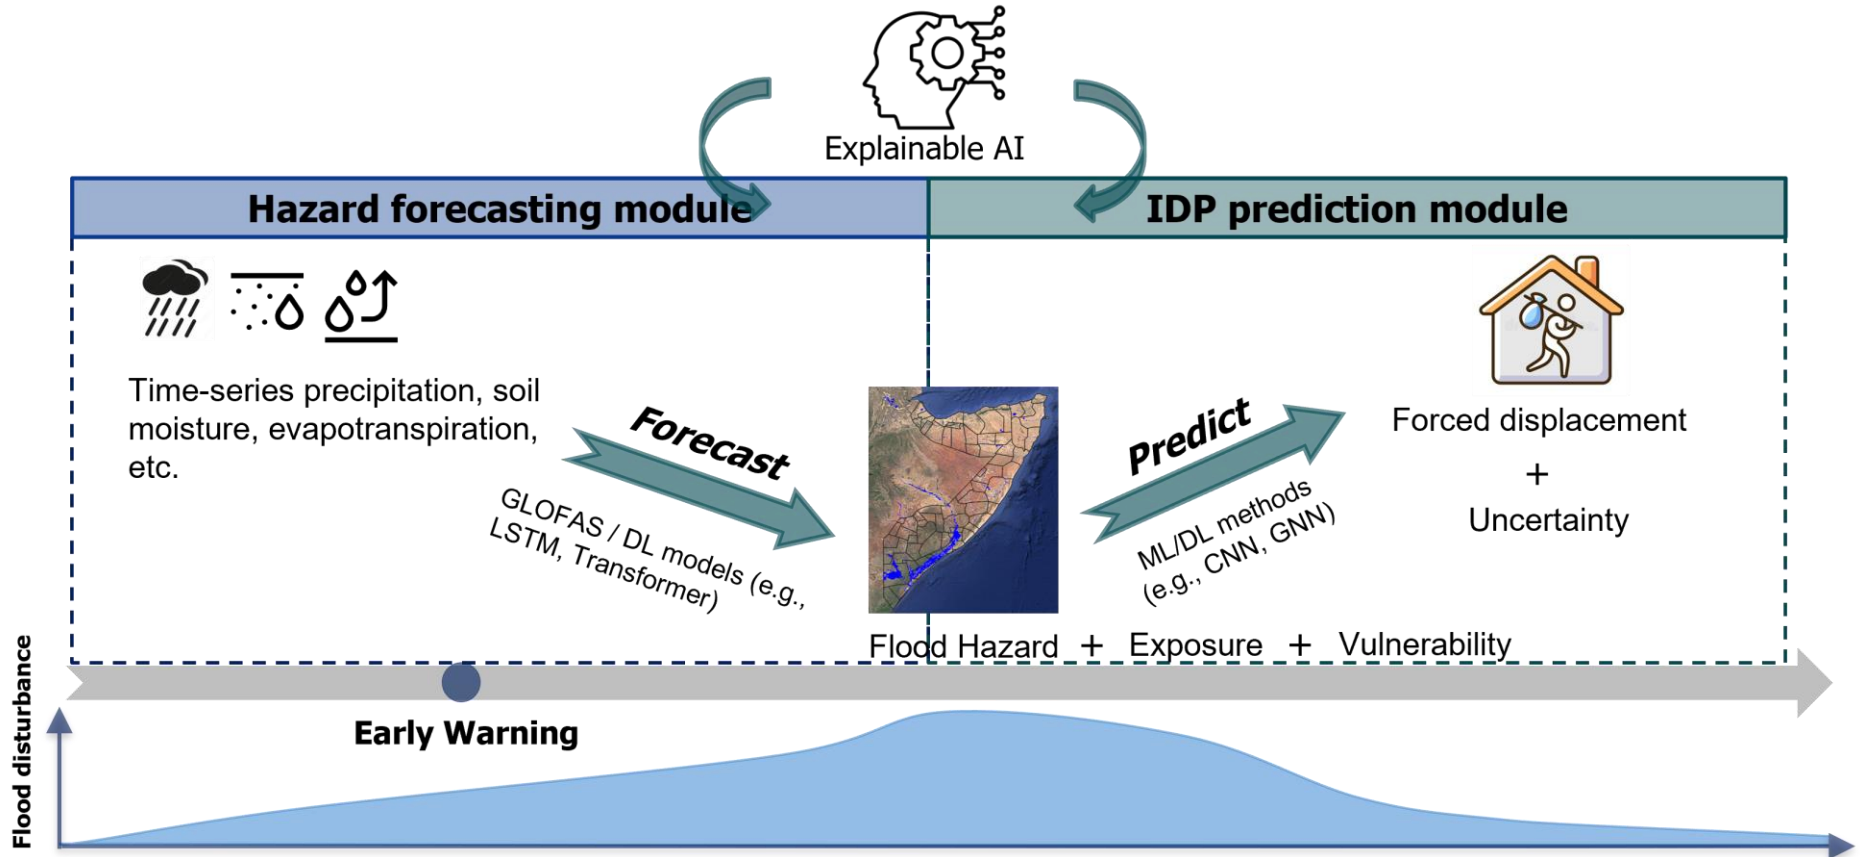 Explainable AI
Hazard forecasting module
IDP prediction module
Time-series precipitation, soil
moisture, evapotranspiration,
etc.
Forecast
GLOFAS / DL models (e.g.,
LSTM, Transformer)
Predict
ML/DL methods
(e.g., CNN, GNN)
Forced displacement
+
Uncertainty
Flood Hazard + Exposure + Vulnerability
Early Warning
Flood disturbance